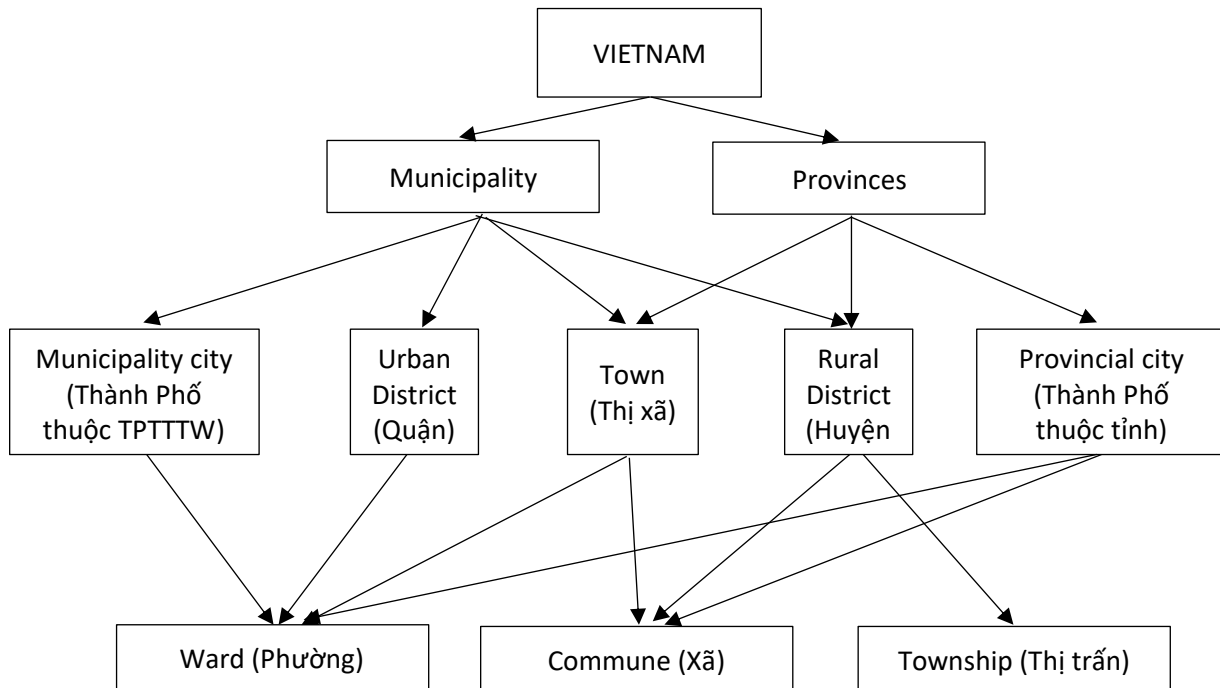 VIETNAM
Municipality
Provinces
Municipality city
(Thành Phố
thuộc TPTTTW)
Urban
District
(Quận)
Town
(Thị xã)
Rural
District
(Huyện
Provincial city
(Thành Phố
thuộc tỉnh)
Ward (Phường)
Commune (Xã)
Township (Thị trấn)